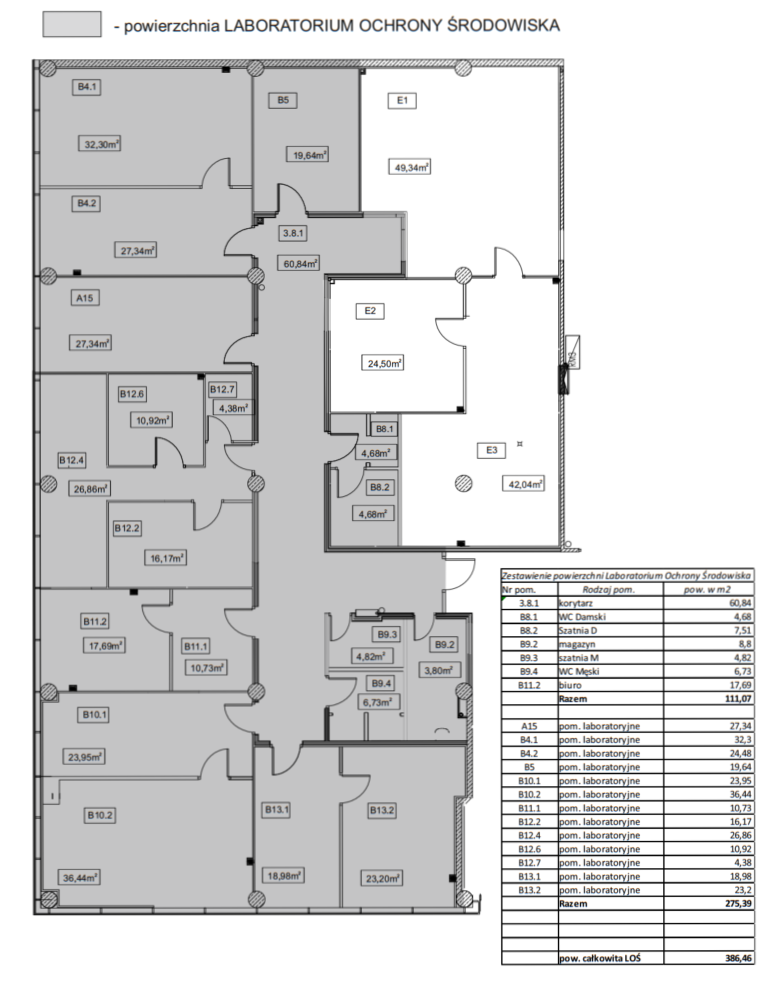 - powierzchnia LABORATORIUM OCHRONY ŚRODOWISKA
B4.1
B5
E1
32,30m²
19,64m²
49,34m²
B4.2
3.8.1
27,34m²
60,84m²
A15
E2
27,34m²
24,50m²
B12.6
B12.7
10,92m²
4,38m²
B8.1
B12.4
4,68m²
E3
26,86m²
B8.2
42,04m²
4,68m²
B12.2
16,17m²
B11.2
B11.1
B9.3
B9.2
17,69m²
10,73m²
4,82m²
3,80m²
B9.4
6,73m²
B10.1
23,95m²
B10.2
B13.1
B13.2
36,44m²
18,98m²
23,20m²
Zestawienie powierzchni Laboratorium Ochrony Środowiska
Nr pom. Rodzaj pom. pow. w m2
3.8.1 korytarz 60,84
B8.1 WC Damski 4,68
B8.2 Szatnia D 7,51
B9.2 magazyn 8,8
B9.3 szatnia M 4,82
B9.4 WC Męski 6,73
B11.2 biuro 17,69
Razem 111,07
A15 pom. laboratoryjne 27,34
B4.1 pom. laboratoryjne 32,3
B4.2 pom. laboratoryjne 24,48
B5 pom. laboratoryjne 19,64
B10.1 pom. laboratoryjne 23,95
B10.2 pom. laboratoryjne 36,44
B11.1 pom. laboratoryjne 10,73
B12.2 pom. laboratoryjne 16,17
B12.4 pom. laboratoryjne 26,86
B12.6 pom. laboratoryjne 10,92
B12.7 pom. laboratoryjne 4,38
B13.1 pom. laboratoryjne 18,98
B13.2 pom. laboratoryjne 23,2
Razem 275,39
pow. całkowita LOŚ 386,46